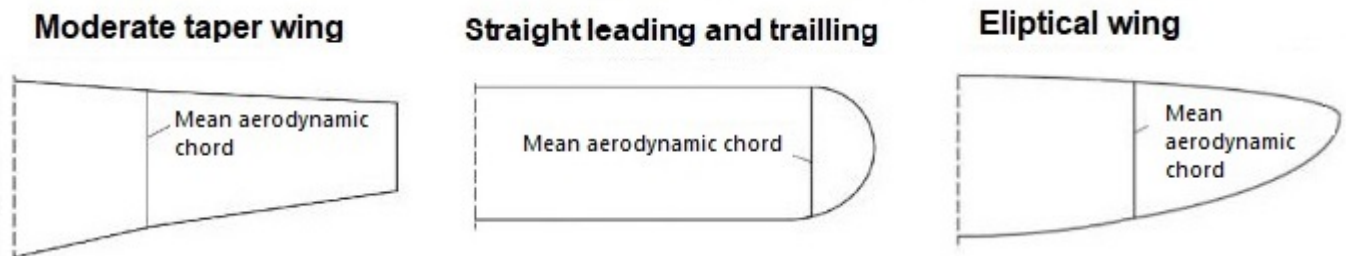 Moderate taper wing
Straight leading and trailling
Eliptical wing
Mean aerodynamic
chord
Mean aerodynamic chord
Mean
aerodynamic
chord